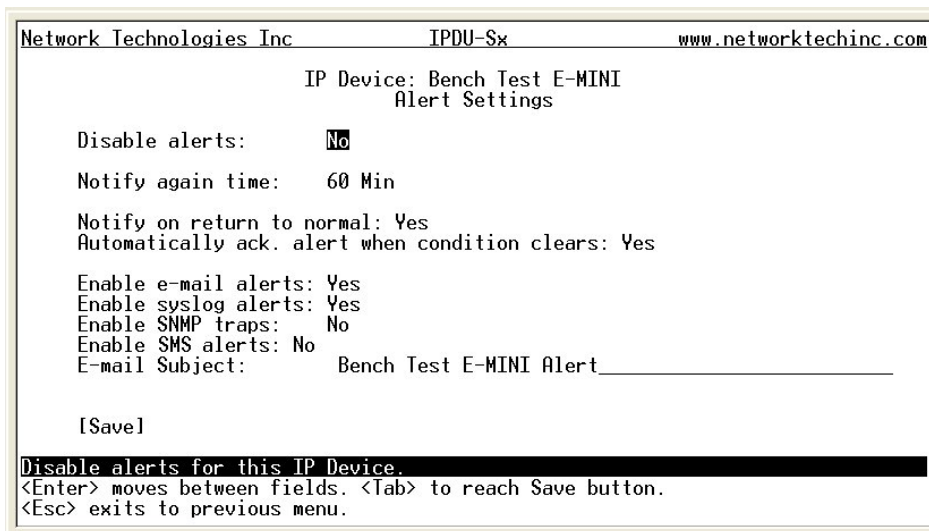 Network Technologies Inc IPDU-Sx www.networktechinc.com
IP Device: Bench Test E-MINI
Alert Settings
Disable alerts: No
Notify again time: 60 Min
Notify on return to normal: Yes
Automatically ack. alert when condition clears: Yes
Enable e-mail alerts: Yes
Enable syslog alerts: Yes
Enable SNMP traps: No
Enable SMS alerts: No
E-mail Subject: Bench Test E-MINI Alert
[Save]
Disable alerts for this IP Device.
<Enter> moves between fields. <Tab> to reach Save button.
<Esc> exits to previous menu.